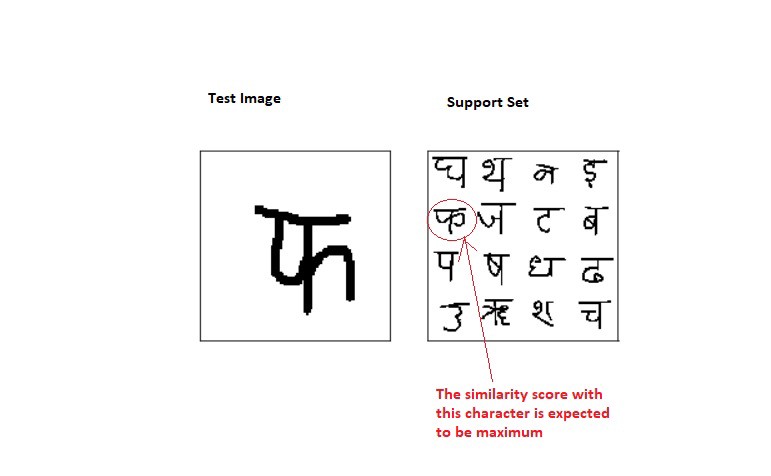 Test Image
Support Set
फ
थ न इ
फ ज ट ब
प ष ध ढ
उ ऋ श च
The similarity score with
this character is expected
to be maximum